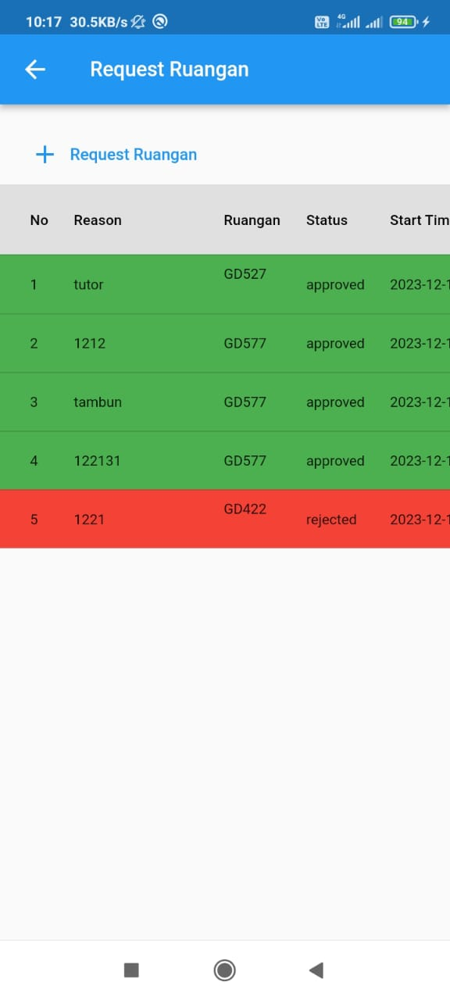 10:17 30.5KB/s Vo LTE 4G 94
Request Ruangan
+ Request Ruangan
No Reason Ruangan Status Start Tim
1 tutor GD527 approved 2023-12-1
2 1212 GD577 approved 2023-12-1
3 tambun GD577 approved 2023-12-1
4 122131 GD577 approved 2023-12-1
5 1221 GD422 rejected 2023-12-1